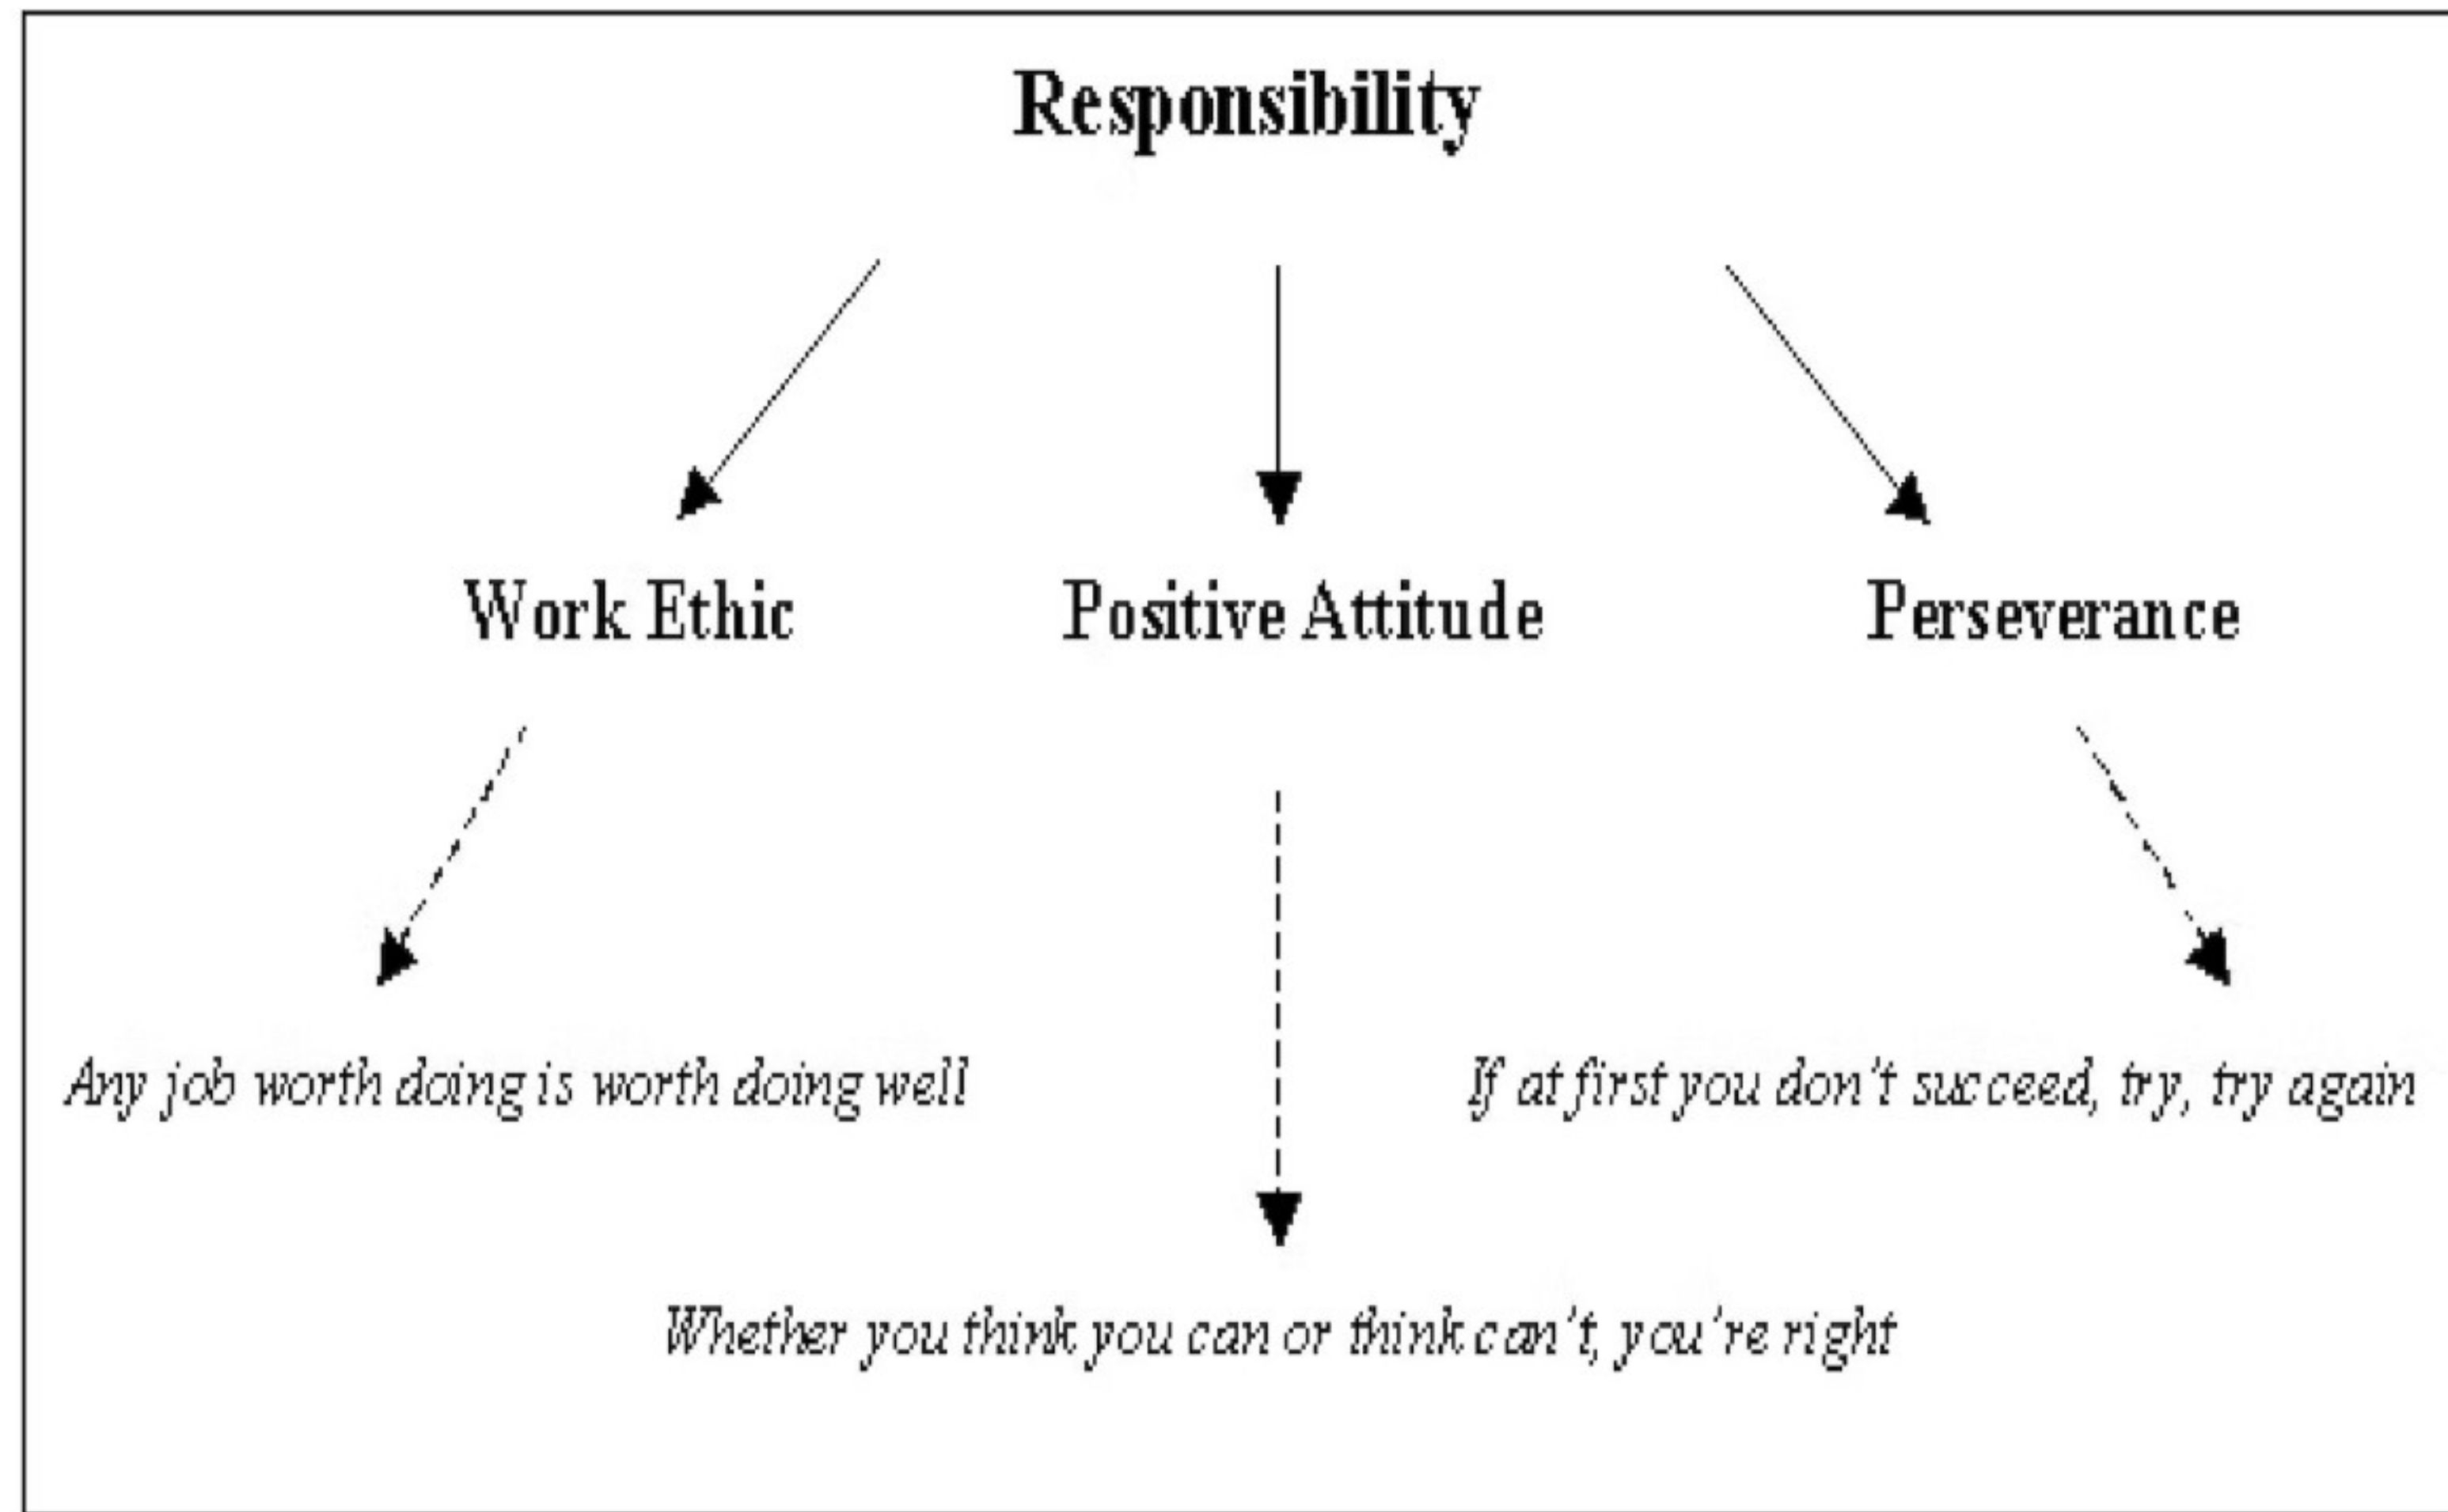 Responsibility
Work Ethic Positive Attitude Perseverance
Any job worth doing is worth doing well
If at first you don't succeed, try, try again
Whether you think you can or think can't, you're right